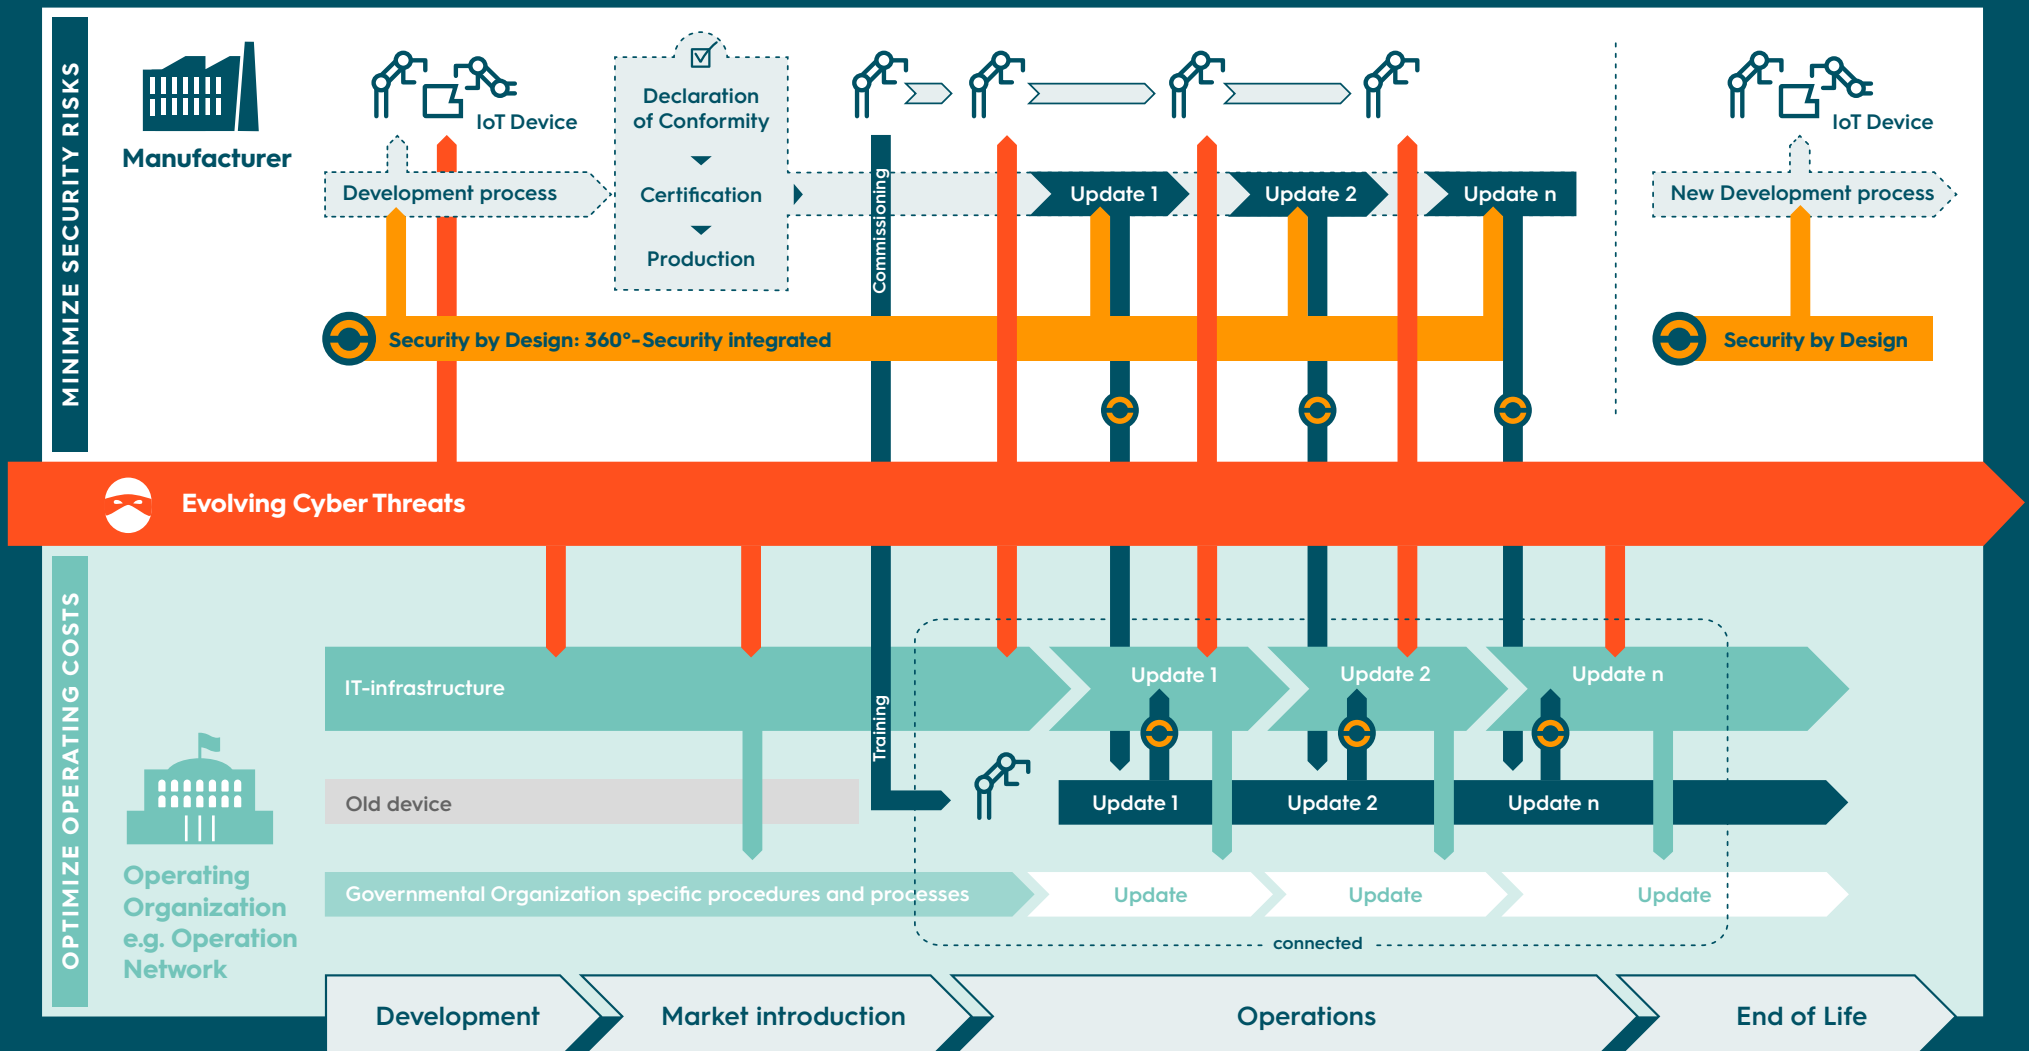 MINIMIZE SECURITY RISKS
Manufacturer
IoT Device
Development process
Declaration
of Conformity
Certification
Production
Commissioning
Update 1
Update 2
Update n
IoT Device
New Development process
Security by Design: 360°-Security integrated
Security by Design
Evolving Cyber Threats
OPTIMIZE OPERATING COSTS
Operating
Organization
e.g. Operation
Network
IT-infrastructure
Training
Update 1
Update 2
Update n
Old device
Update 1
Update 2
Update n
Governmental Organization specific procedures and processes
Update
Update
Update
connected
Development
Market introduction
Operations
End of Life